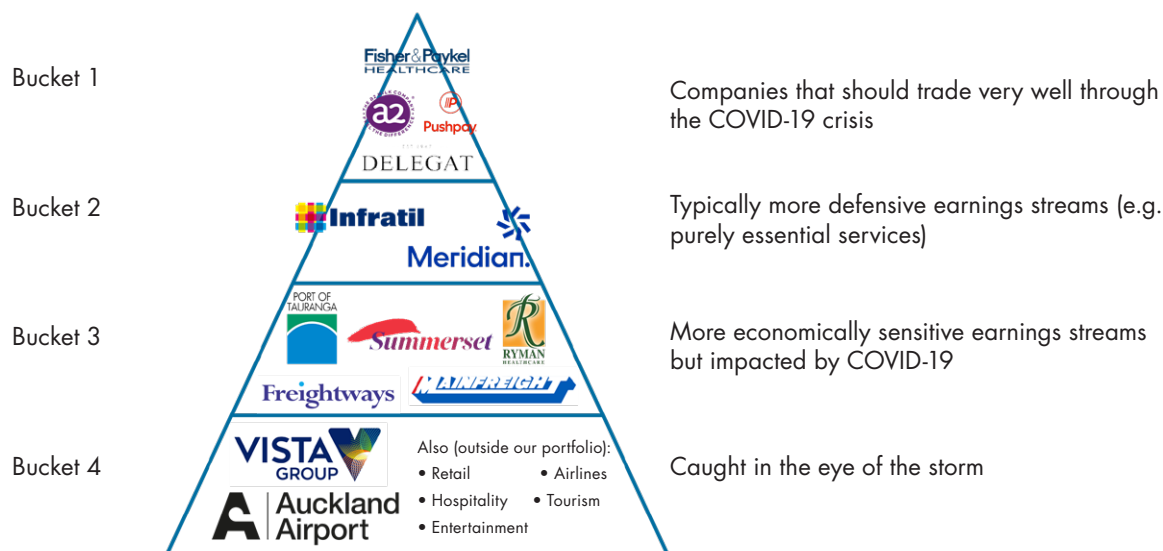 Bucket 1
Fisher & Paykel
HEALTHCARE
a2
Pushpay
DELEGAT
Companies that should trade very well through
the COVID-19 crisis
Bucket 2
Infratil
Meridian.
Typically more defensive earnings streams (e.g.
purely essential services)
Bucket 3
PORT OF
TAURANGA
Summerset
R
RYMAN
HEALTHCARE
Freightways
MAINFREIGHT
More economically sensitive earnings streams
but impacted by COVID-19
Bucket 4
VISTA
GROUP
Auckland
Airport
Also (outside our portfolio):
• Retail
• Airlines
• Hospitality
• Tourism
• Entertainment
Caught in the eye of the storm